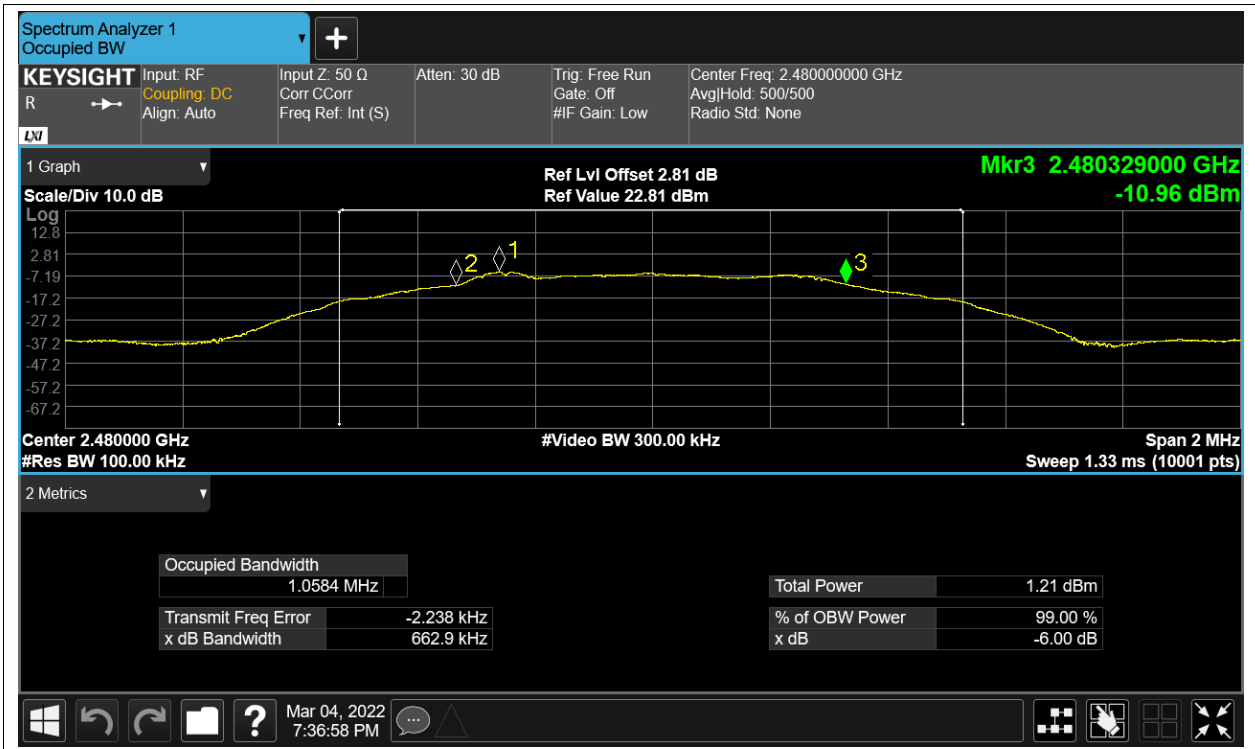 Spectrum Analyzer 1
Occupied BW
KEYSIGHT
R
LXI
Input: RF
Coupling: DC
Align: Auto
Input Z: 50 Ω
Corr CCorr
Freq Ref: Int (S)
Atten: 30 dB
Trig: Free Run
Gate: Off
#IF Gain: Low
Center Freq: 2.480000000 GHz
Avg|Hold: 500/500
Radio Std: None
1 Graph
Scale/Div 10.0 dB
Ref Lvl Offset 2.81 dB
Ref Value 22.81 dBm
Mkr3 2.480329000 GHz
-10.96 dBm
Log
12.8
2.81
-7.19
-17.2
-27.2
-37.2
-47.2
-57.2
-67.2
2
1
3
Center 2.480000 GHz
#Video BW 300.00 kHz
Span 2 MHz
#Res BW 100.00 kHz
Sweep 1.33 ms (10001 pts)
2 Metrics
Occupied Bandwidth
1.0584 MHz
Total Power 1.21 dBm
Transmit Freq Error -2.238 kHz
% of OBW Power 99.00 %
x dB Bandwidth 662.9 kHz
x dB -6.00 dB
?
Mar 04, 2022
7:36:58 PM